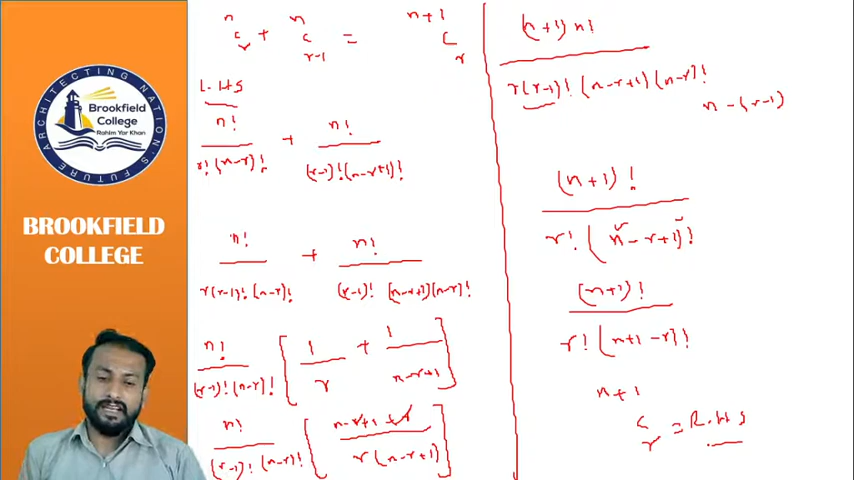 ARCHITECTING NATION'S FUTURE
Brookfield
College
Rahim Yar Khan
BROOKFIELD
COLLEGE
ⁿCᵣ + ⁿCᵣ₋₁ = ⁿ⁺¹Cᵣ
L.H.S
n! / r!(n-r)! + n! / (r-1)!(n-r+1)!
n! / r(r-1)!(n-r)! + n! / (r-1)!(n-r+1)(n-r)!
n! / (r-1)!(n-r)! [ 1/r + 1/n-r+1 ]
n! / (r-1)!(n-r)! [ n-r+1+r / r(n-r+1) ]
(n+1) n! / r(r-1)!(n-r+1)(n-r)!
n-(r-1)
(n+1)! / r!(n-r+1)!
(n+1)! / r!(n+1-r)!
ⁿ⁺¹Cᵣ = R.H.S